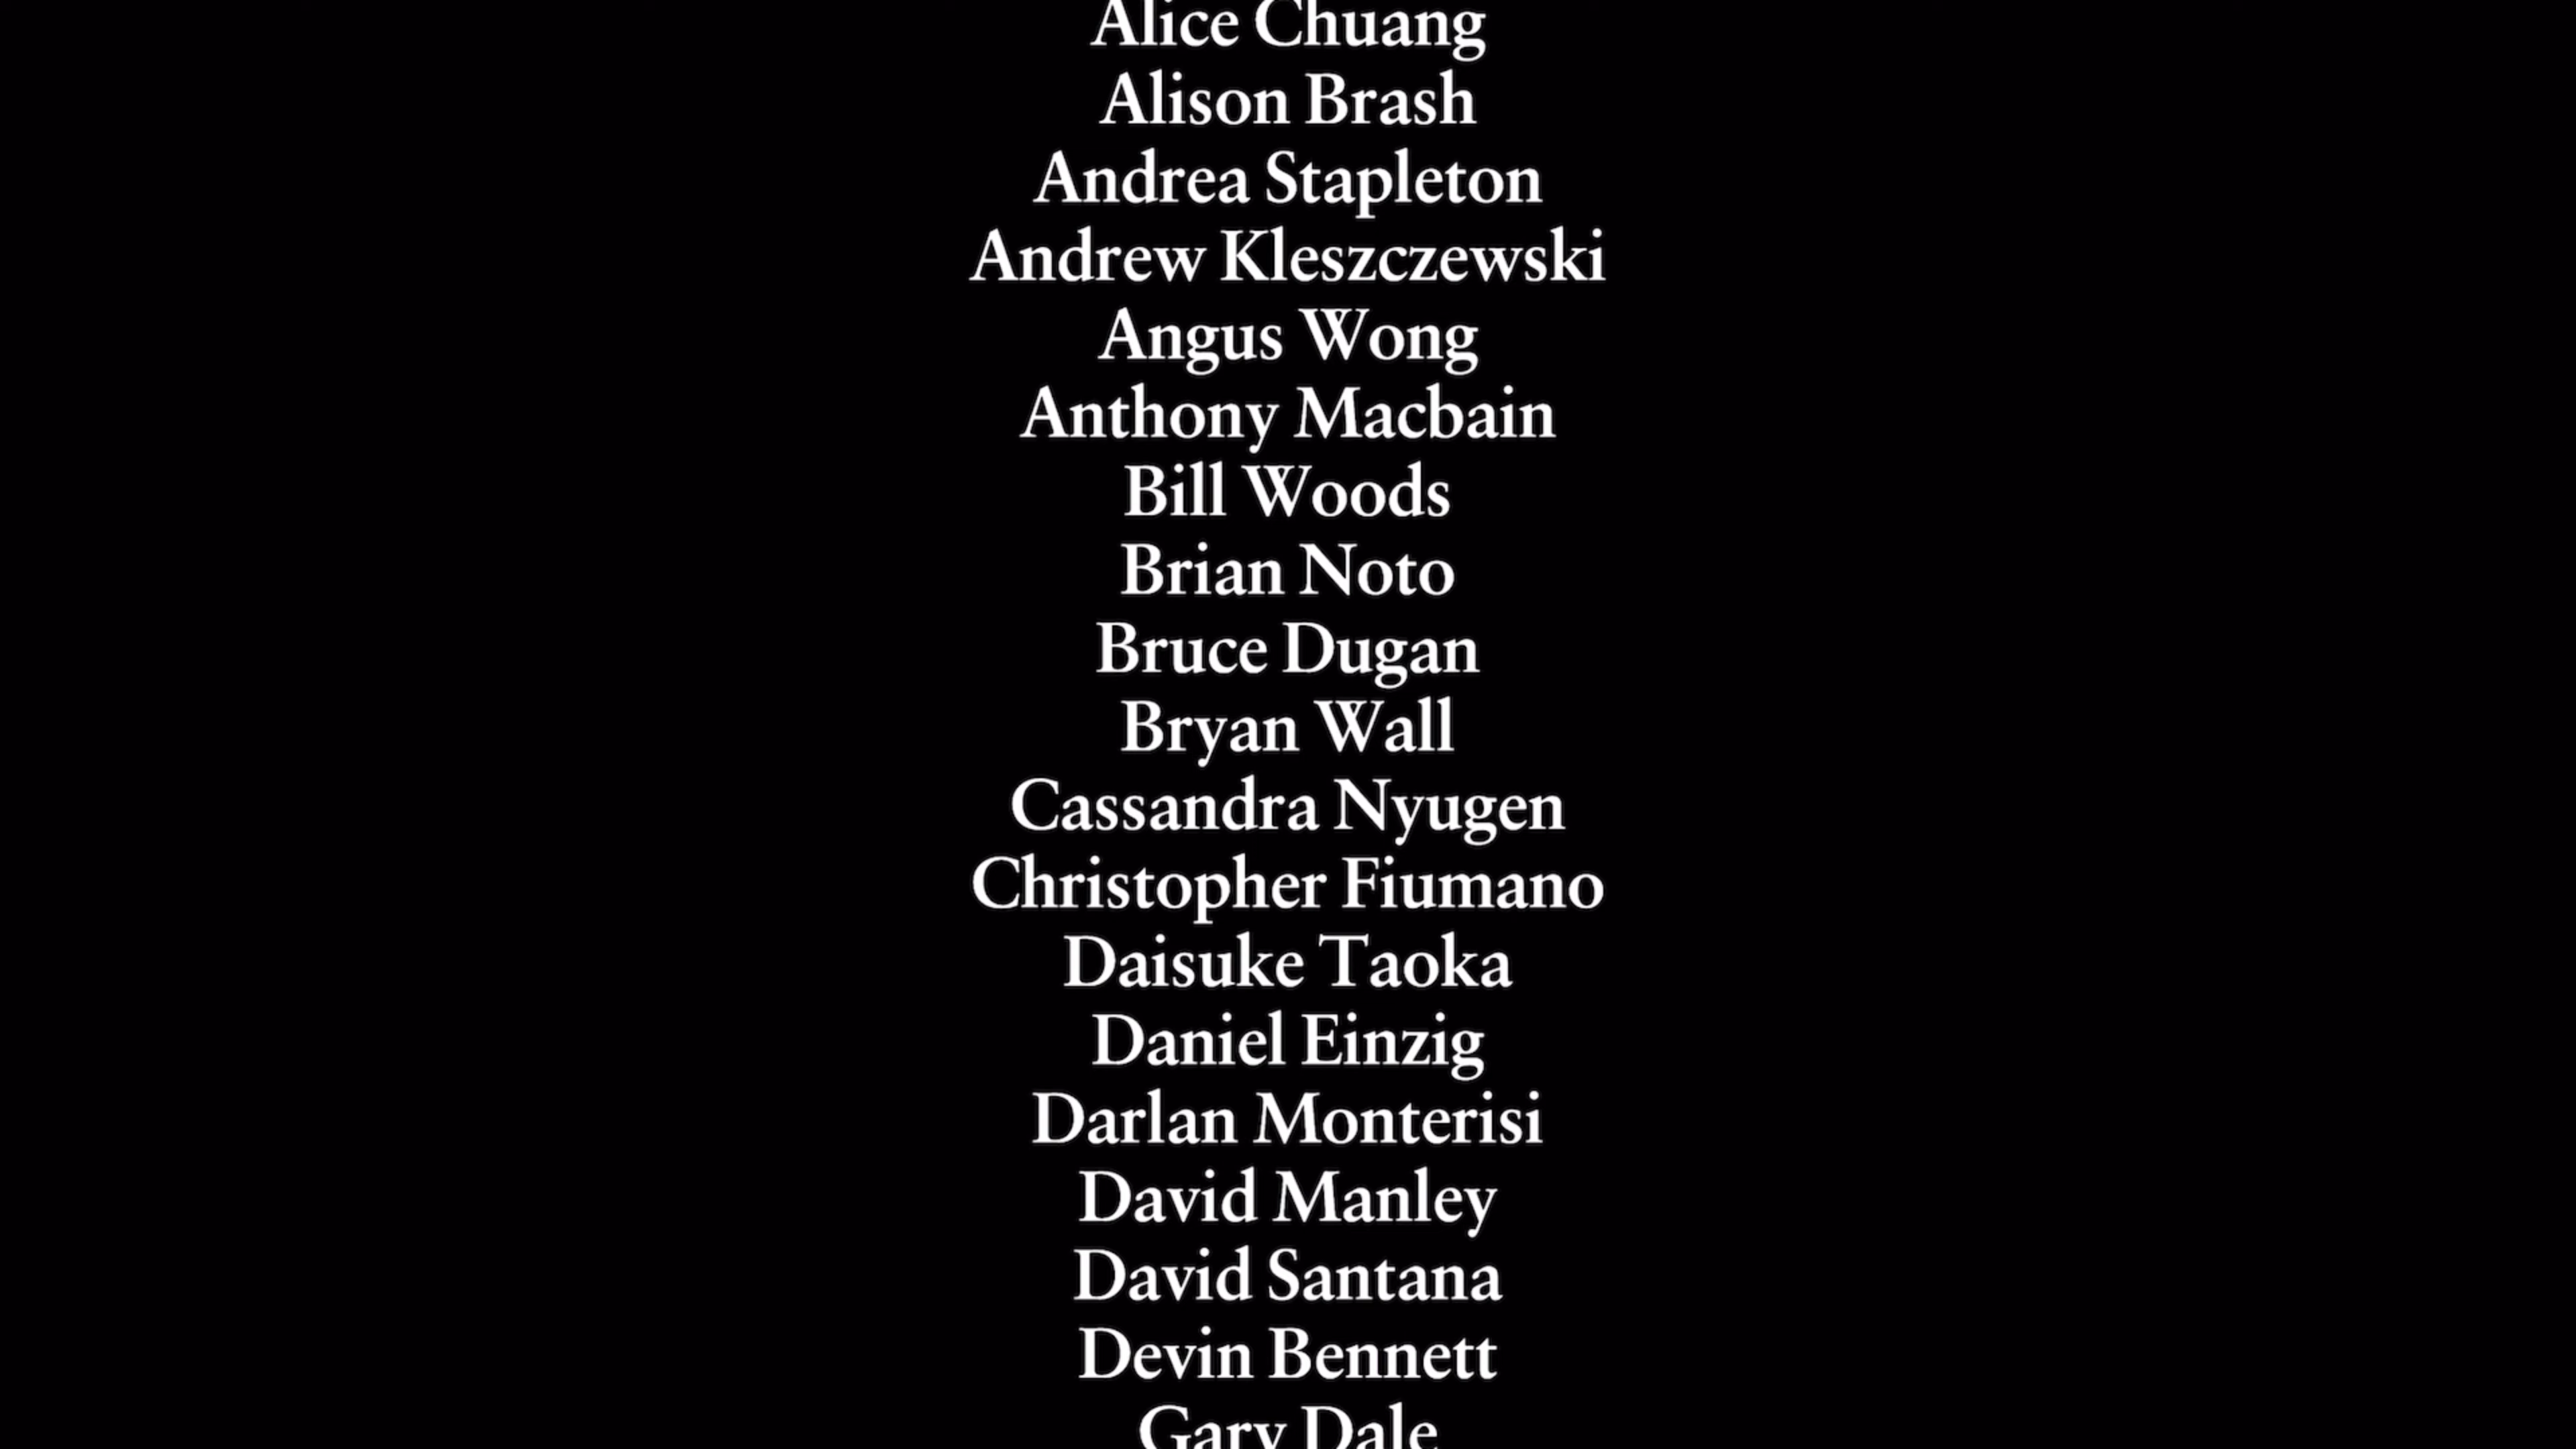 Alice Chuang
Alison Brash
Andrea Stapleton
Andrew Kleszczewski
Angus Wong
Anthony Macbain
Bill Woods
Brian Noto
Bruce Dugan
Bryan Wall
Cassandra Nyugen
Christopher Fiumano
Daisuke Taoka
Daniel Einzig
Darlan Monterisi
David Manley
David Santana
Devin Bennett
Gary Dale